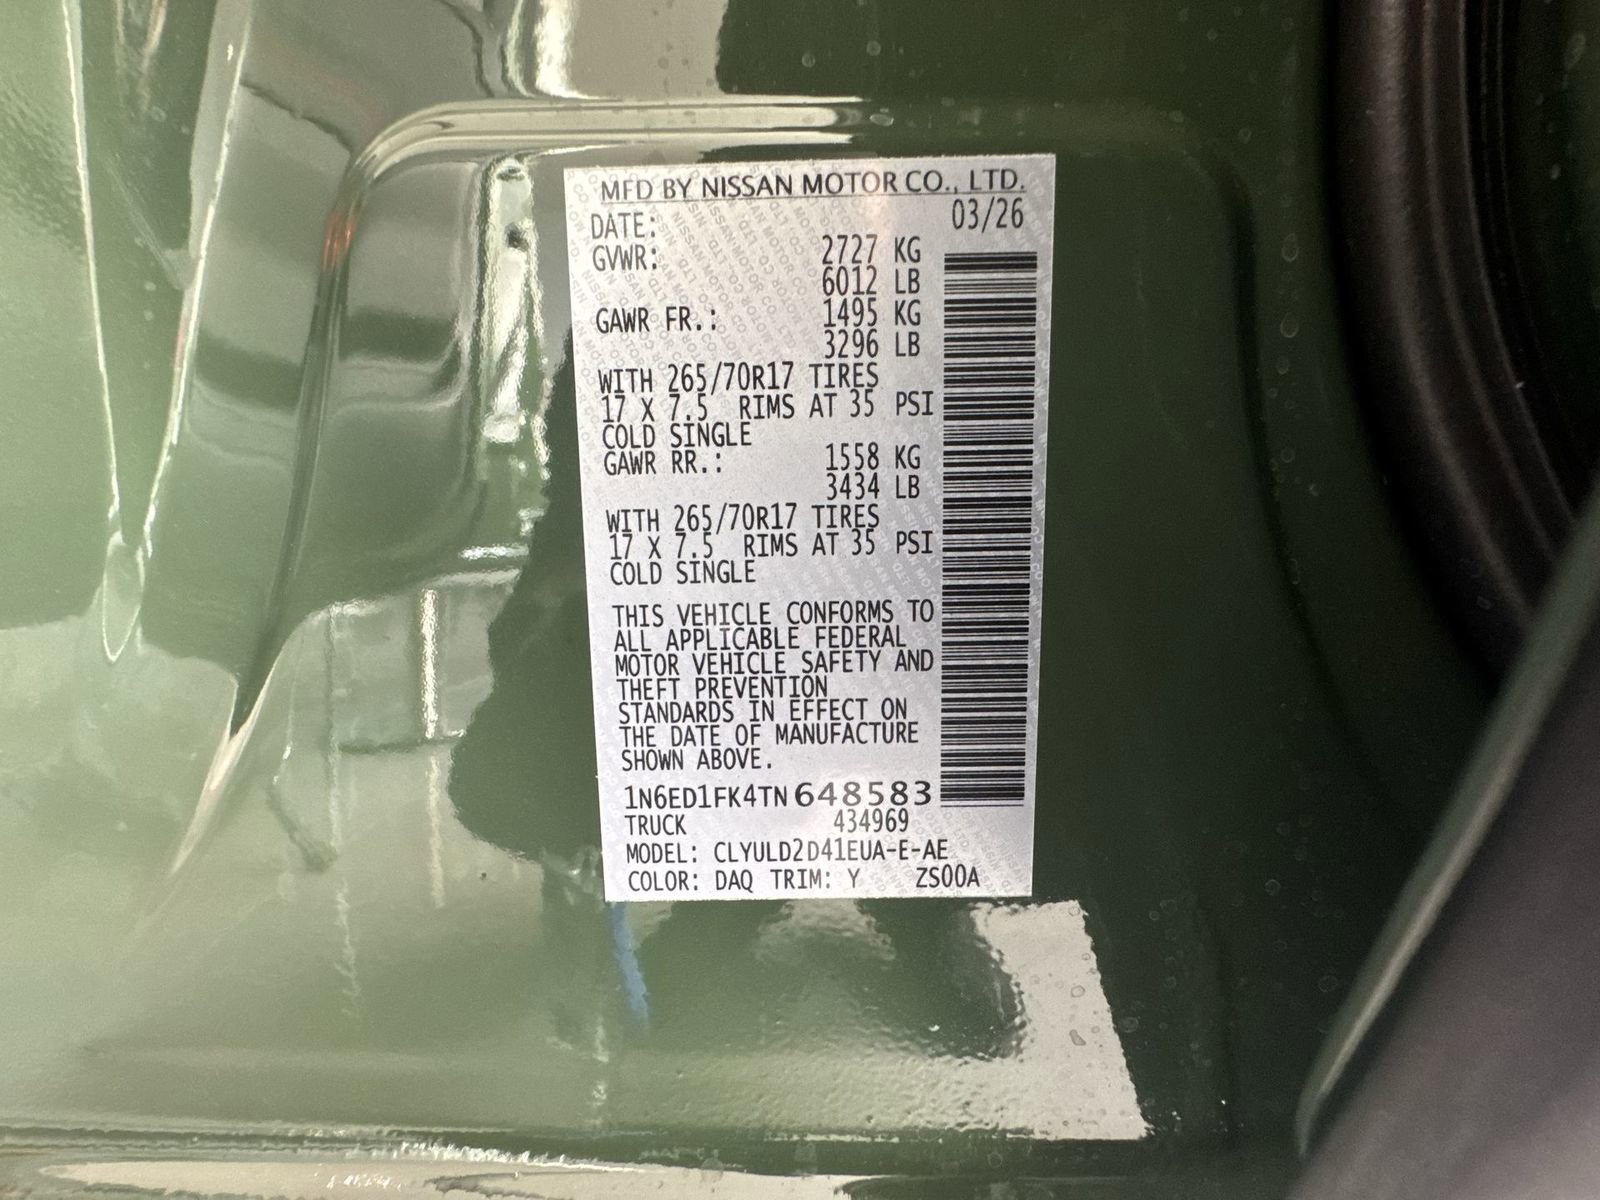 MFD BY NISSAN MOTOR CO., LTD.
DATE: 03/26
GVWR: 2727 KG
6012 LB
GAWR FR.: 1495 KG
3296 LB
WITH 265/70R17 TIRES
17 X 7.5 RIMS AT 35 PSI
COLD SINGLE
GAWR RR.: 1558 KG
3434 LB
WITH 265/70R17 TIRES
17 X 7.5 RIMS AT 35 PSI
COLD SINGLE
THIS VEHICLE CONFORMS TO
ALL APPLICABLE FEDERAL
MOTOR VEHICLE SAFETY AND
THEFT PREVENTION
STANDARDS IN EFFECT ON
THE DATE OF MANUFACTURE
SHOWN ABOVE.
1N6ED1FK4TN648583
TRUCK 434969
MODEL: CLYULD2D41EUA-E-AE
COLOR: DAQ TRIM: Y ZS00A